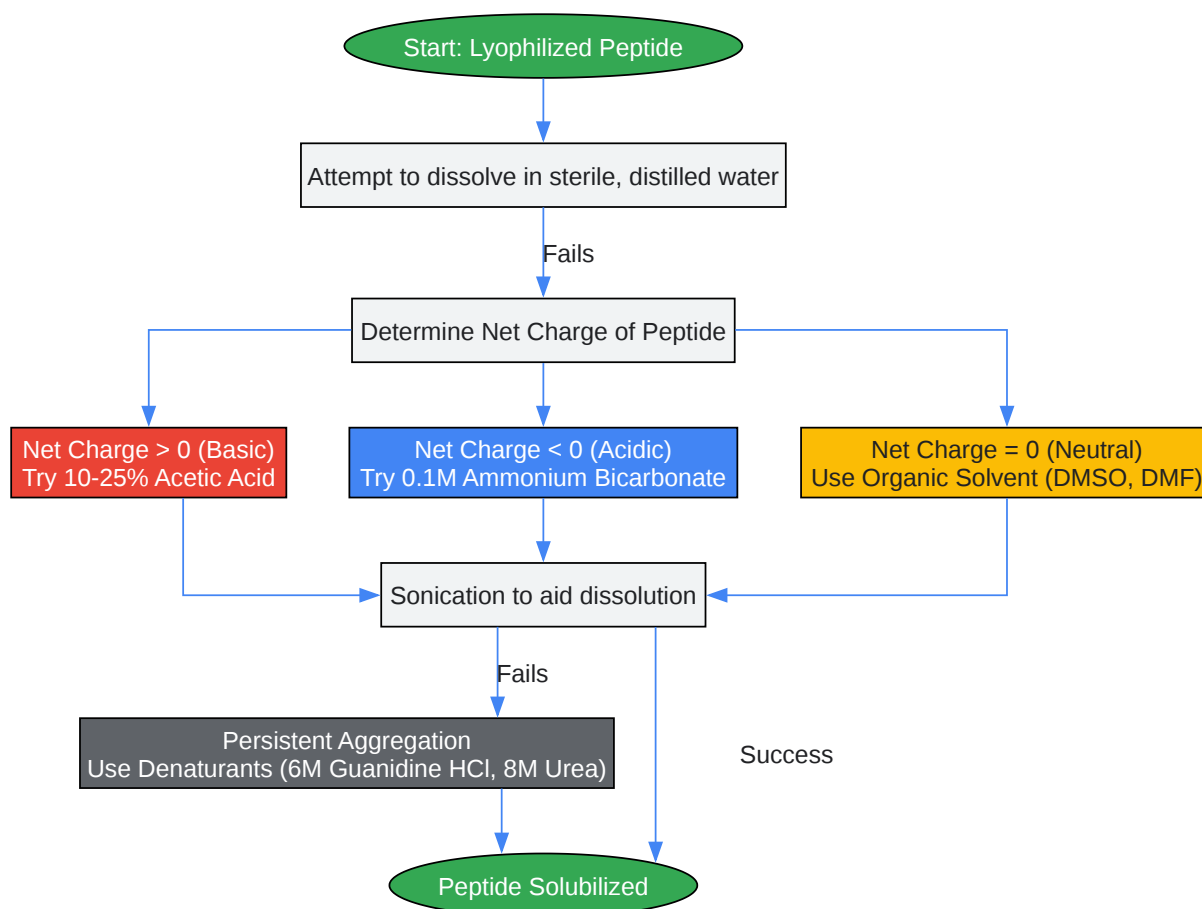 Start: Lyophilized Peptide
Attempt to dissolve in sterile, distilled water
Fails
Determine Net Charge of Peptide
Net Charge > 0 (Basic)
Try 10-25% Acetic Acid
Net Charge < 0 (Acidic)
Try 0.1M Ammonium Bicarbonate
Net Charge = 0 (Neutral)
Use Organic Solvent (DMSO, DMF)
Sonication to aid dissolution
Fails
Persistent Aggregation
Use Denaturants (6M Guanidine HCl, 8M Urea)
Success
Peptide Solubilized